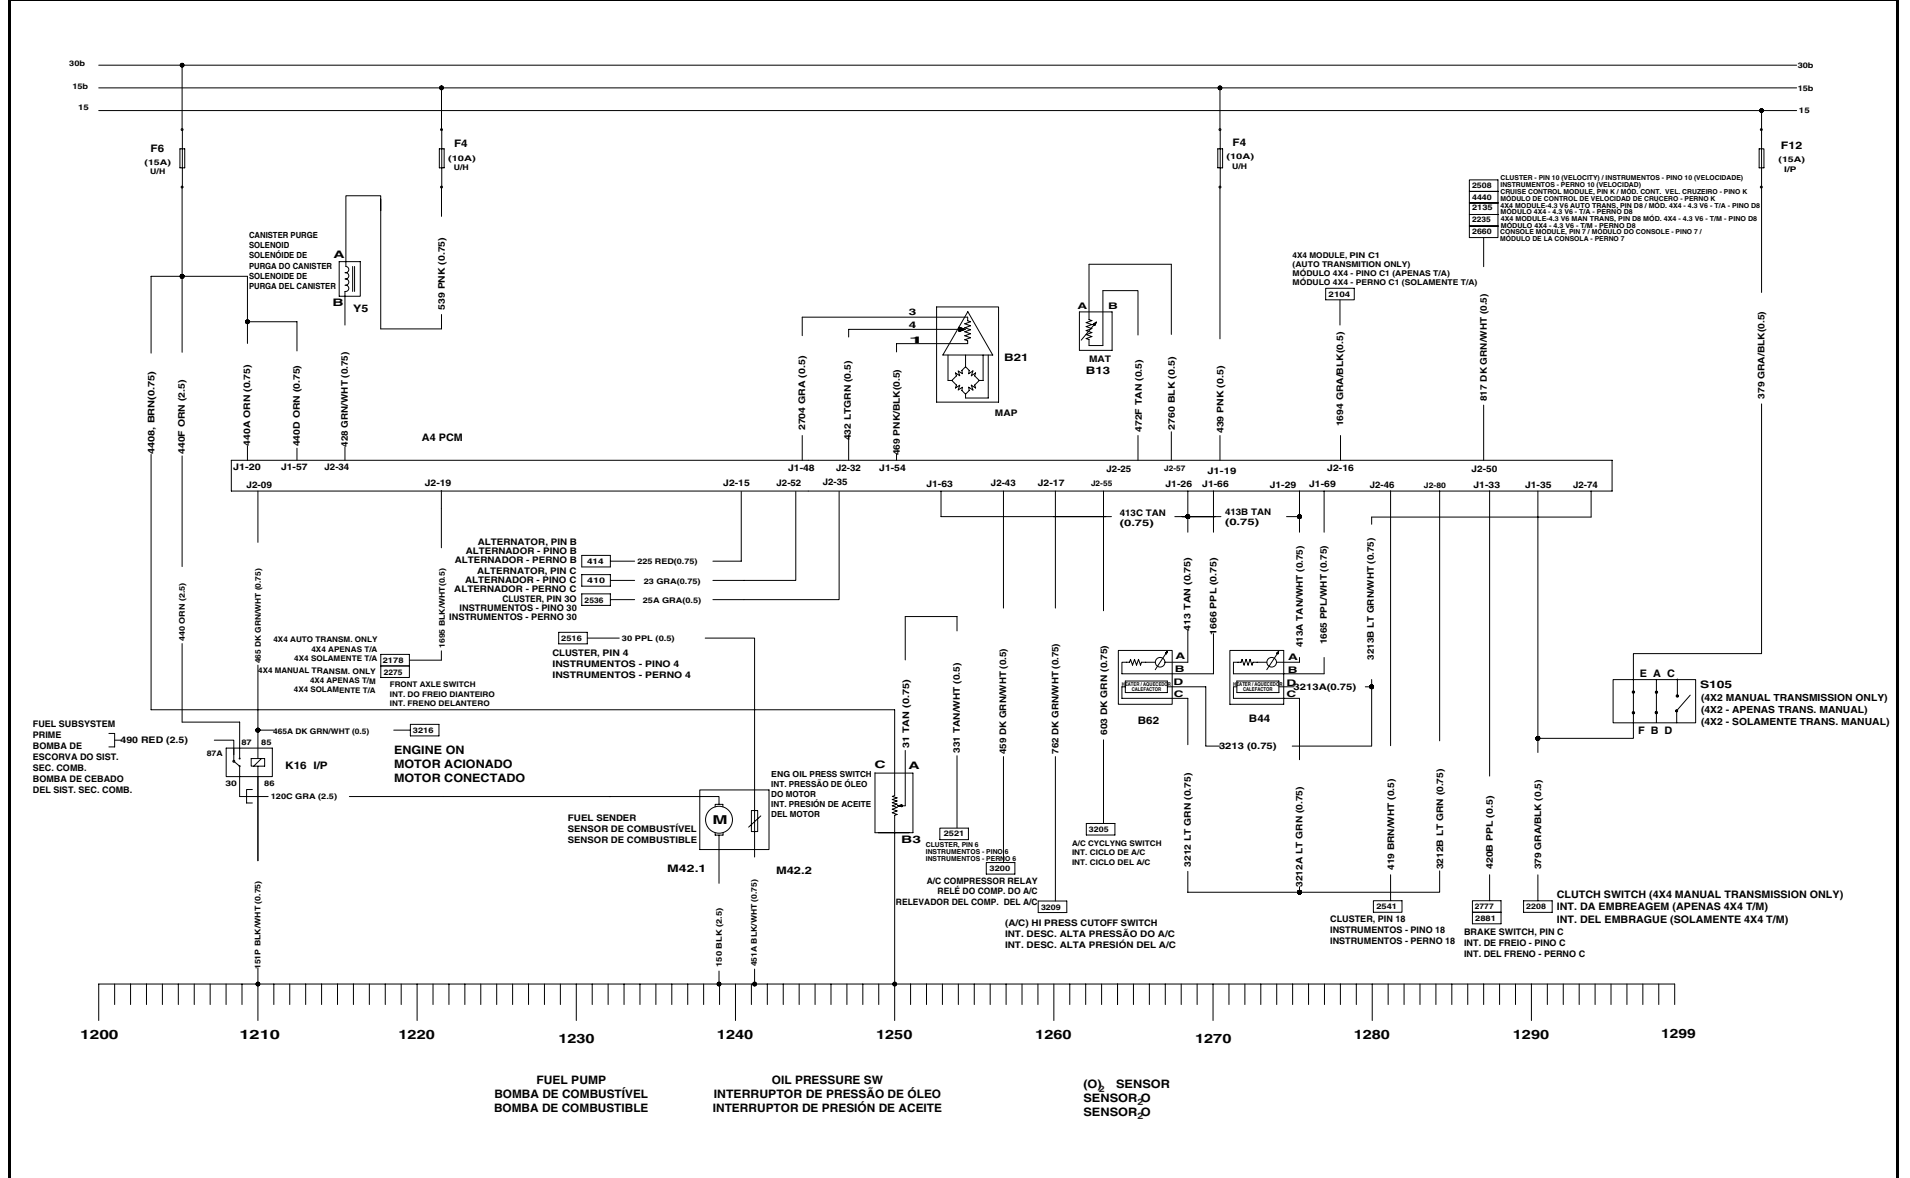 30b
30b
15b
15b
15
15
F6
(15A)
U/H
F4
(10A)
U/H
F4
(10A)
U/H
F12
(15A)
I/P
CANISTER PURGE
SOLENOID
SOLENÓIDE DE
PURGA DO CANISTER
SOLENOIDE DE
PURGA DEL CANISTER
A
B
Y5
539 PNK (0.75)
2508
4440
2135
2235
2660
CLUSTER - PIN 10 (VELOCITY) / INSTRUMENTOS - PINO 10 (VELOCIDADE)
INSTRUMENTOS - PERNO 10 (VELOCIDAD)
CRUISE CONTROL MODULE, PIN K / MÓD. CONT. VEL. CRUZEIRO - PINO K
MÓDULO DE CONTROL DE VELOCIDAD DE CRUCERO - PERNO K
4X4 MODULE-4.3 V6 AUTO TRANS, PIN D8 / MÓD. 4X4 - 4.3 V6 - T/A - PINO D8
MÓDULO 4X4 - 4.3 V6 - T/A - PERNO D8
4X4 MODULE-4.3 V6 MAN TRANS, PIN D8 MÓD. 4X4 - 4.3 V6 - T/M - PINO D8
MÓDULO 4X4 - 4.3 V6 - T/M - PERNO D8
CONSOLE MODULE, PIN 7 / MÓDULO DO CONSOLE - PINO 7 /
MÓDULO DE LA CONSOLA - PERNO 7
4X4 MODULE, PIN C1
(AUTO TRANSMITION ONLY)
MÓDULO 4X4 - PINO C1 (APENAS T/A)
MÓDULO 4X4 - PERNO C1 (SOLAMENTE T/A)
2104
3
4
1
B21
MAP
A B
MAT
B13
4408, BRN(0.75)
440F ORN (2.5)
440A ORN (0.75)
440D ORN (0.75)
428 GRN/WHT (0.75)
2704 GRA (0.5)
432 LTGRN (0.5)
469 PNK/BLK(0.5)
472F TAN (0.5)
2760 BLK (0.5)
439 PNK (0.5)
1694 GRA/BLK(0.5)
817 DK GRN/WHT (0.5)
379 GRA/BLK(0.5)
A4 PCM
J1-20 J1-57 J2-34 J1-48 J2-32 J1-54 J2-25 J2-57 J1-19 J2-16 J2-50
J2-09 J2-19 J2-15 J2-52 J2-35 J1-63 J2-43 J2-17 J2-55 J1-26 J1-66 J1-29 J1-69 J2-46 J2-80 J1-33 J1-35 J2-74
413C TAN
(0.75)
413B TAN
(0.75)
ALTERNATOR, PIN B
ALTERNADOR - PINO B
ALTERNADOR - PERNO B
414
225 RED(0.75)
ALTERNATOR, PIN C
ALTERNADOR - PINO C
ALTERNADOR - PERNO C
410
23 GRA(0.75)
CLUSTER, PIN 3O
INSTRUMENTOS - PINO 30
INSTRUMENTOS - PERNO 30
2536
25A GRA(0.5)
2516
30 PPL (0.5)
CLUSTER, PIN 4
INSTRUMENTOS - PINO 4
INSTRUMENTOS - PERNO 4
440 ORN (2.5)
465 DK GRN/WHT (0.75)
1695 BLK/WHT(0.5)
4X4 AUTO TRANSM. ONLY
4X4 APENAS T/A
4X4 SOLAMENTE T/A
2178
4X4 MANUAL TRANSM. ONLY
4X4 APENAS T/M
4X4 SOLAMENTE T/A
2275
FRONT AXLE SWITCH
INT. DO FREIO DIANTEIRO
INT. FRENO DELANTERO
FUEL SUBSYSTEM
PRIME
BOMBA DE
ESCORVA DO SIST.
SEC. COMB.
BOMBA DE CEBADO
DEL SIST. SEC. COMB.
490 RED (2.5)
465A DK GRN/WHT (0.5)
3216
ENGINE ON
MOTOR ACIONADO
MOTOR CONECTADO
87A
87 85
30 86
K16 I/P
120C GRA (2.5)
FUEL SENDER
SENSOR DE COMBUSTÍVEL
SENSOR DE COMBUSTIBLE
M
M42.1
M42.2
ENG OIL PRESS SWITCH
INT. PRESSÃO DE ÓLEO
DO MOTOR
INT. PRESIÓN DE ACEITE
DEL MOTOR
C A
B3
31 TAN (0.75)
331 TAN/WHT (0.5)
459 DK GRN/WHT (0.5)
762 DK GRN/WHT (0.75)
603 DK GRN (0.75)
413 TAN (0.75)
1666 PPL (0.5)
413A TAN/WHT(0.75)
1665 PPL/WHT (0.75)
3213B LT GRN/WHT (0.75)
A
B
D
C
HEATER / AQUECEDOR
CALEFACTOR
B62
A
B
D
C
HEATER / AQUECEDOR
CALEFACTOR
B44
3213A(0.75)
3213 (0.75)
E A C
F B D
S105
(4X2 MANUAL TRANSMISSION ONLY)
(4X2 - APENAS TRANS. MANUAL)
(4X2 - SOLAMENTE TRANS. MANUAL)
2521
CLUSTER, PIN 6
INSTRUMENTOS - PINO 6
INSTRUMENTOS - PERNO 6
3200
A/C COMPRESSOR RELAY
RELÉ DO COMP. DO A/C
RELEVADOR DEL COMP. DEL A/C
3209
(A/C) HI PRESS CUTOFF SWITCH
INT. DESC. ALTA PRESSÃO DO A/C
INT. DESC. ALTA PRESIÓN DEL A/C
3205
A/C CYCLYNG SWITCH
INT. CICLO DE A/C
INT. CICLO DEL A/C
3212 LT GRN (0.75)
3212A LT GRN (0.75)
419 BRN/WHT (0.5)
3212B LT GRN (0.75)
420B PPL (0.5)
379 GRA/BLK (0.5)
2541
CLUSTER, PIN 18
INSTRUMENTOS - PINO 18
INSTRUMENTOS - PERNO 18
2777
2881
BRAKE SWITCH, PIN C
INT. DE FREIO - PINO C
INT. DEL FRENO - PERNO C
2208
CLUTCH SWITCH (4X4 MANUAL TRANSMISSION ONLY)
INT. DA EMBREAGEM (APENAS 4X4 T/M)
INT. DEL EMBRAGUE (SOLAMENTE 4X4 T/M)
151P BLK/WHT (0.75)
150 BLK (2.5)
451A BLK/WHT (0.75)
1200 1210 1220 1230 1240 1250 1260 1270 1280 1290 1299
FUEL PUMP
BOMBA DE COMBUSTÍVEL
BOMBA DE COMBUSTIBLE
OIL PRESSURE SW
INTERRUPTOR DE PRESSÃO DE ÓLEO
INTERRUPTOR DE PRESIÓN DE ACEITE
(O)2 SENSOR
SENSOR2O
SENSOR2O